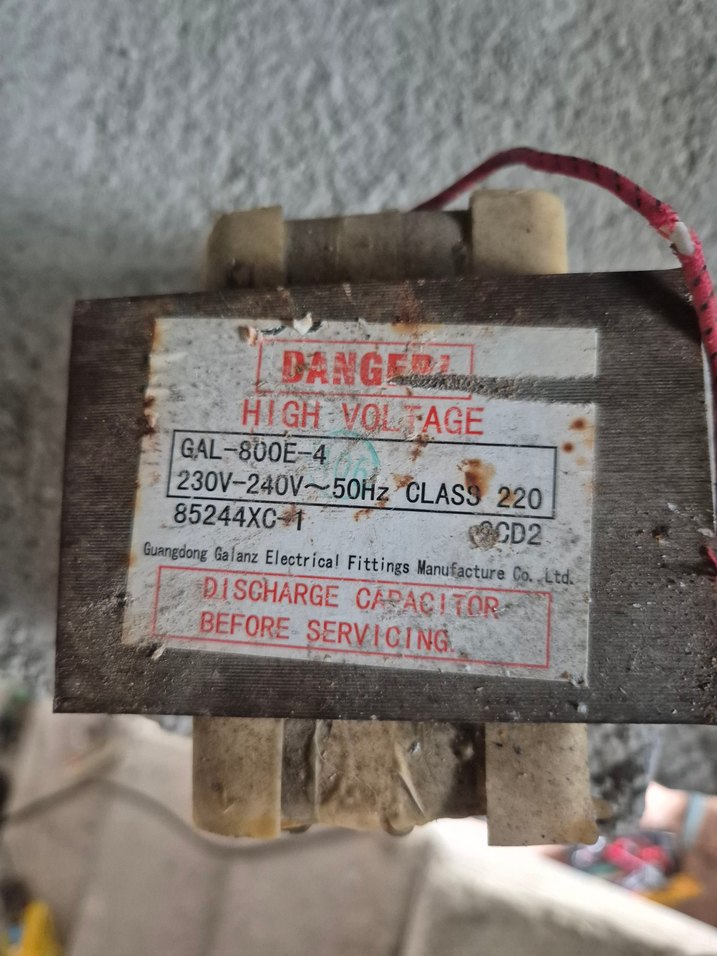 DANGER!
HIGH VOLTAGE
GAL-800E-4
230V-240V～50Hz CLASS 220
85244XC-1
Guangdong Galanz Electrical Fittings Manufacture Co. Ltd.
DISCHARGE CAPACITOR
BEFORE SERVICING